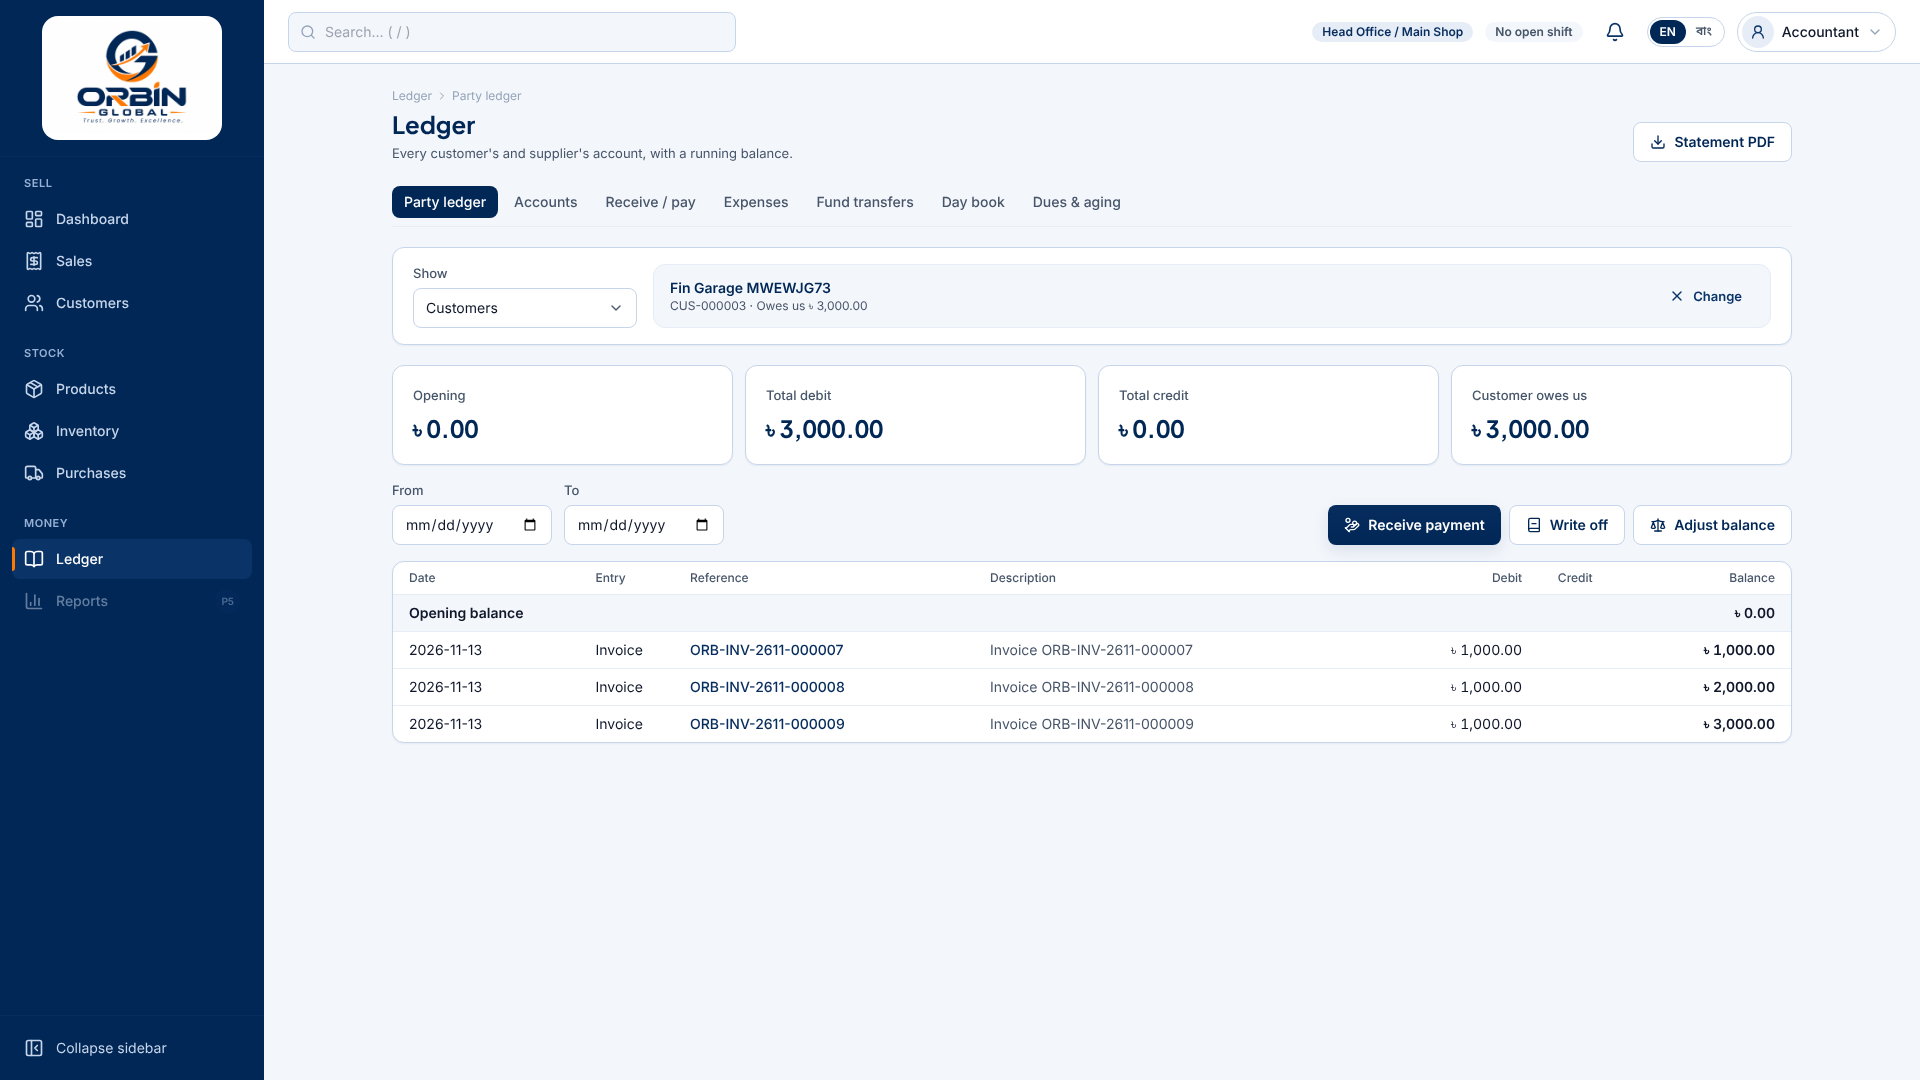 ORBIN
GLOBAL
Trust. Growth. Excellence.
SELL
Dashboard
Sales
Customers
STOCK
Products
Inventory
Purchases
MONEY
Ledger
Reports P5
Collapse sidebar
Search... ( / )
Head Office / Main Shop No open shift EN বাং Accountant
Ledger > Party ledger
Ledger
Every customer's and supplier's account, with a running balance.
Statement PDF
Party ledger Accounts Receive / pay Expenses Fund transfers Day book Dues & aging
Show
Customers
Fin Garage MWEWJG73
CUS-000003 · Owes us ৳ 3,000.00
Change
Opening
৳ 0.00
Total debit
৳ 3,000.00
Total credit
৳ 0.00
Customer owes us
৳ 3,000.00
From To
mm/dd/yyyy mm/dd/yyyy
Receive payment Write off Adjust balance
Date Entry Reference Description Debit Credit Balance
Opening balance ৳ 0.00
2026-11-13 Invoice ORB-INV-2611-000007 Invoice ORB-INV-2611-000007 ৳ 1,000.00 ৳ 1,000.00
2026-11-13 Invoice ORB-INV-2611-000008 Invoice ORB-INV-2611-000008 ৳ 1,000.00 ৳ 2,000.00
2026-11-13 Invoice ORB-INV-2611-000009 Invoice ORB-INV-2611-000009 ৳ 1,000.00 ৳ 3,000.00